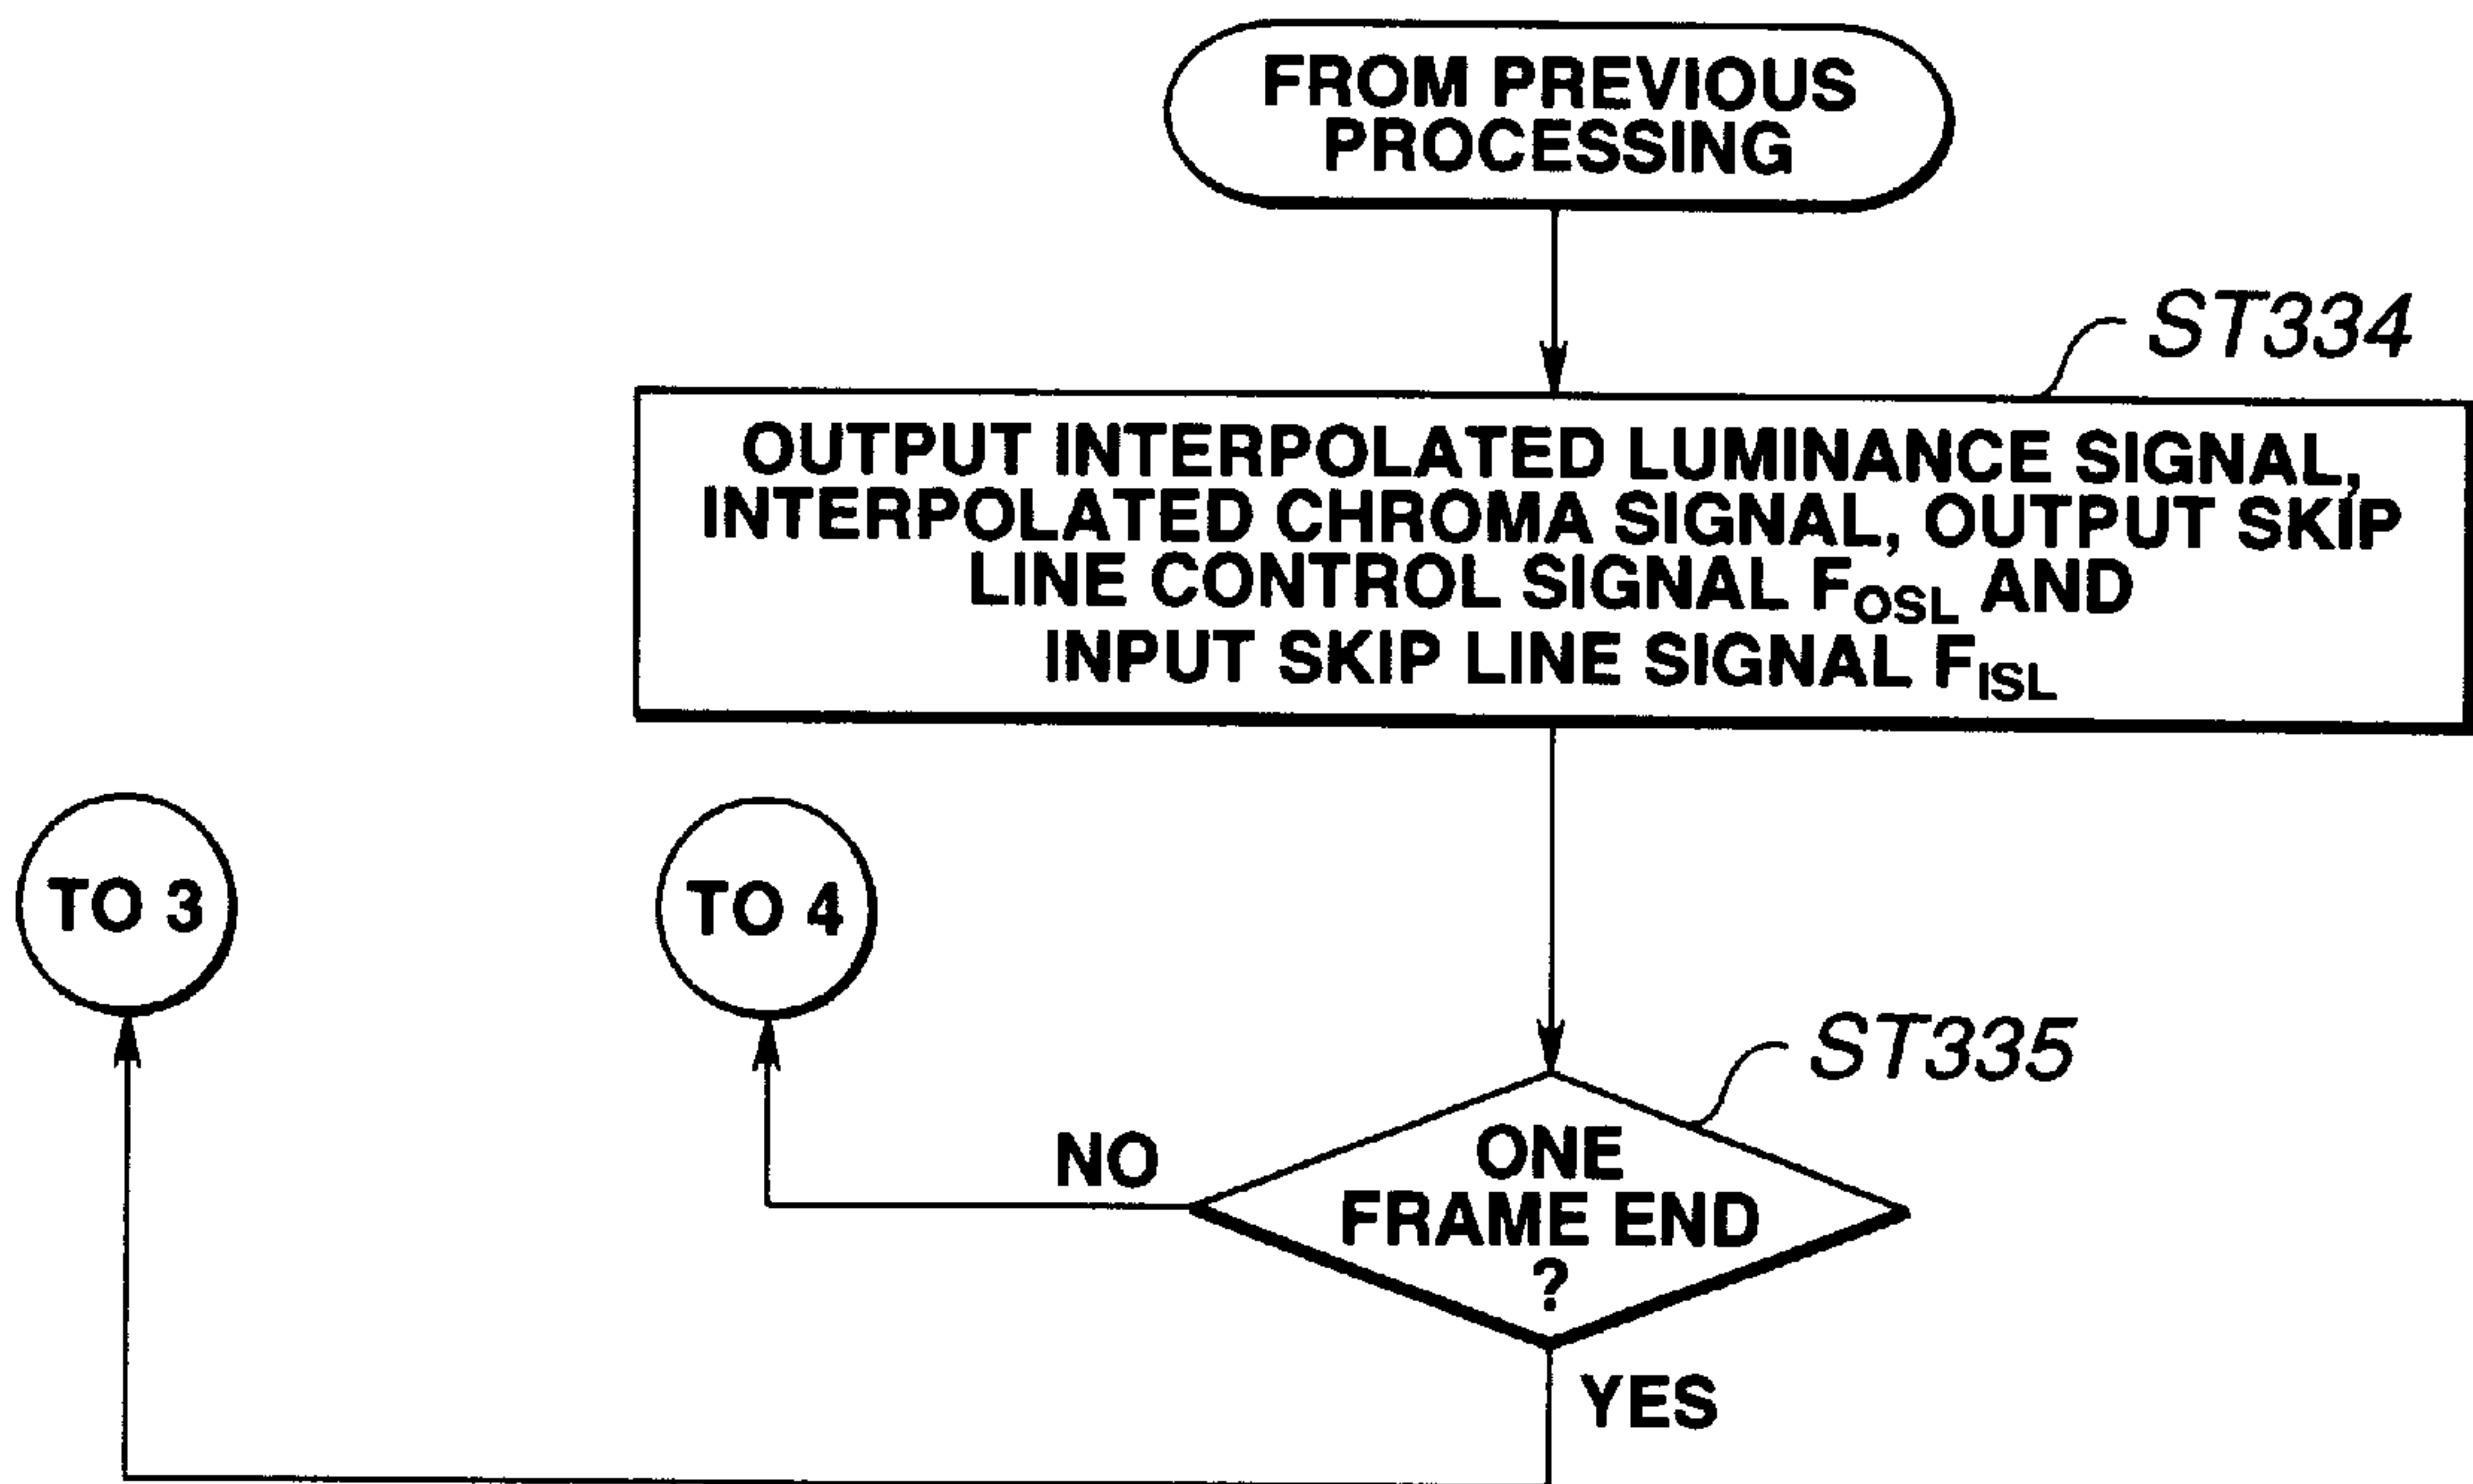 FROM PREVIOUS
PROCESSING
ST334
OUTPUT INTERPOLATED LUMINANCE SIGNAL,
INTERPOLATED CHROMA SIGNAL, OUTPUT SKIP
LINE CONTROL SIGNAL FOSL AND
INPUT SKIP LINE SIGNAL FISL
TO 3
TO 4
ST335
NO
ONE
FRAME END
?
YES